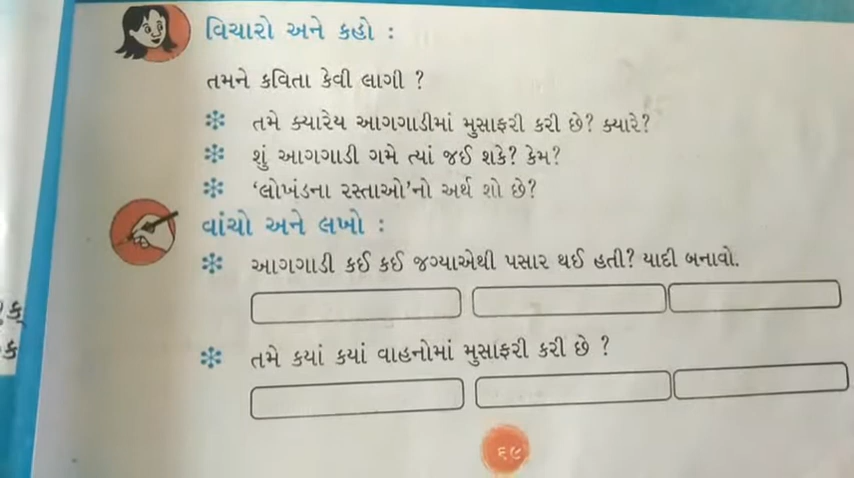 વિચારો અને કહો :
તમને કવિતા કેવી લાગી ?
તમે ક્યારેય આગગાડીમાં મુસાફરી કરી છે? ક્યારે?
શું આગગાડી ગમે ત્યાં જઈ શકે? કેમ?
‘લોખંડના રસ્તાઓ’નો અર્થ શો છે?
વાંચો અને લખો :
આગગાડી કઈ કઈ જગ્યાએથી પસાર થઈ હતી? યાદી બનાવો.
તમે કયાં કયાં વાહનોમાં મુસાફરી કરી છે ?
૬૯